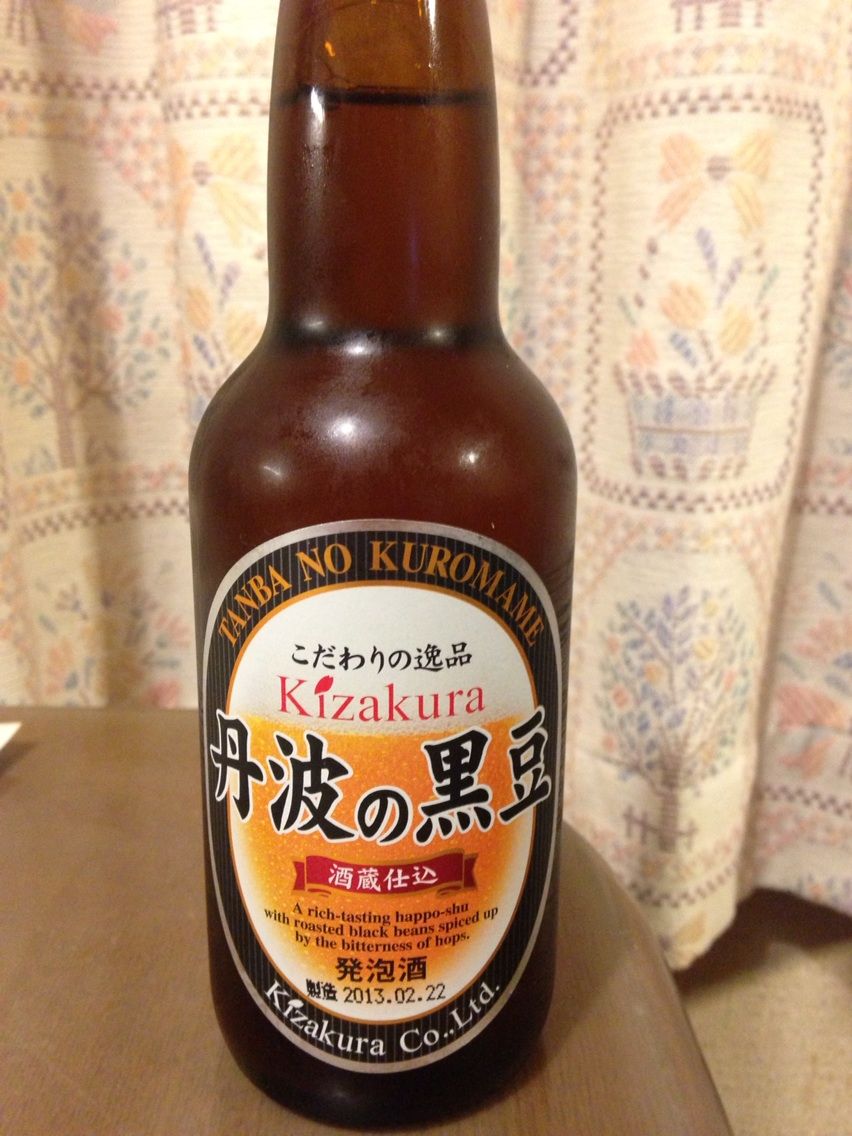 TANBA NO KUROMAME
こだわりの逸品
Kizakura
丹波の黒豆
酒蔵仕込
A rich-tasting happo-shu
with roasted black beans spiced up
by the bitterness of hops.
発泡酒
製造 2013.02.22
Kizakura Co.,Ltd.